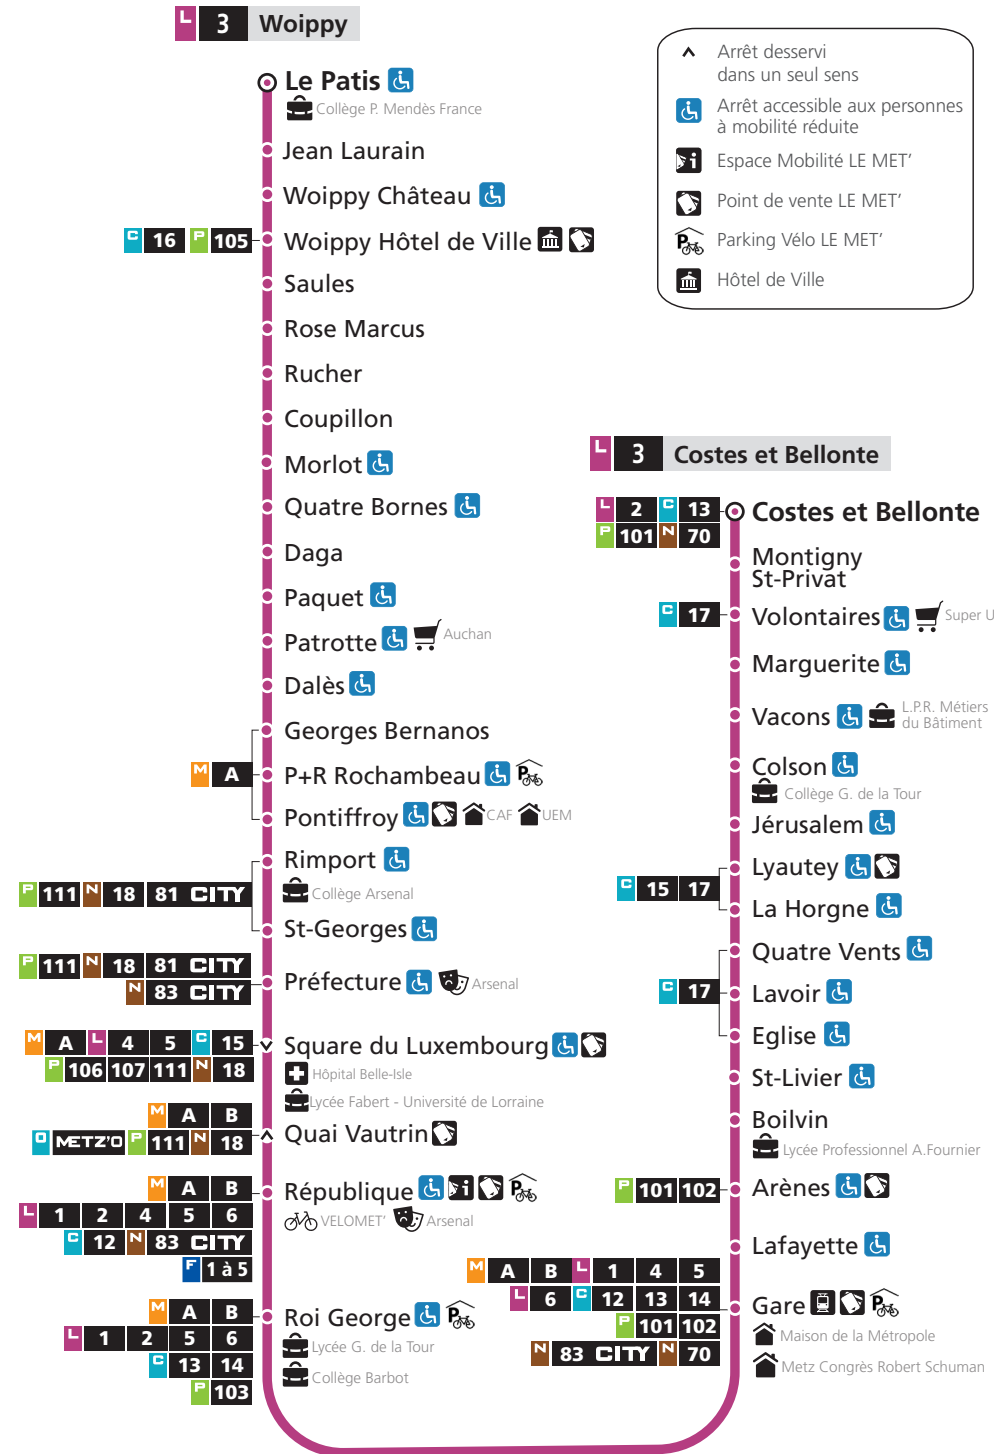 L 3 Woippy
Le Patis
Collège P. Mendès France
Jean Laurain
Woippy Château
C 16 P 105 Woippy Hôtel de Ville
Saules
Rose Marcus
Rucher
Coupillon
Morlot
Quatre Bornes
Daga
Paquet
Patrotte Auchan
Dalès
Georges Bernanos
M A P+R Rochambeau P
Pontiffroy CAF UEM
Rimport
P 111 N 18 81 CITY Collège Arsenal
St-Georges
P 111 N 18 81 CITY
N 83 CITY
Préfecture Arsenal
M A L 4 5 C 15 Square du Luxembourg
P 106 107 111 N 18 Hôpital Belle-Isle
Lycée Fabert - Université de Lorraine
M A B
O METZ'O P 111 N 18 Quai Vautrin
M A B République i P
L 1 2 4 5 6 VELOMET' Arsenal
C 12 N 83 CITY
F 1 à 5
M A B Roi George P
L 1 2 5 6 Lycée G. de la Tour
C 13 14 Collège Barbot
P 103
Arrêt desservi
dans un seul sens
Arrêt accessible aux personnes
à mobilité réduite
i Espace Mobilité LE MET'
Point de vente LE MET'
P Parking Vélo LE MET'
Hôtel de Ville
L 3 Costes et Bellonte
L 2 C 13 Costes et Bellonte
P 101 N 70
Montigny
St-Privat
C 17 Volontaires Super U
Marguerite
Vacons L.P.R. Métiers
du Bâtiment
Colson
Collège G. de la Tour
Jérusalem
Lyautey
C 15 17
La Horgne
Quatre Vents
C 17 Lavoir
Eglise
St-Livier
Boilvin
Lycée Professionnel A.Fournier
P 101 102 Arènes
Lafayette
M A B L 1 4 5
L 6 C 12 13 14 Gare P
P 101 102 Maison de la Métropole
N 83 CITY N 70 Metz Congrès Robert Schuman